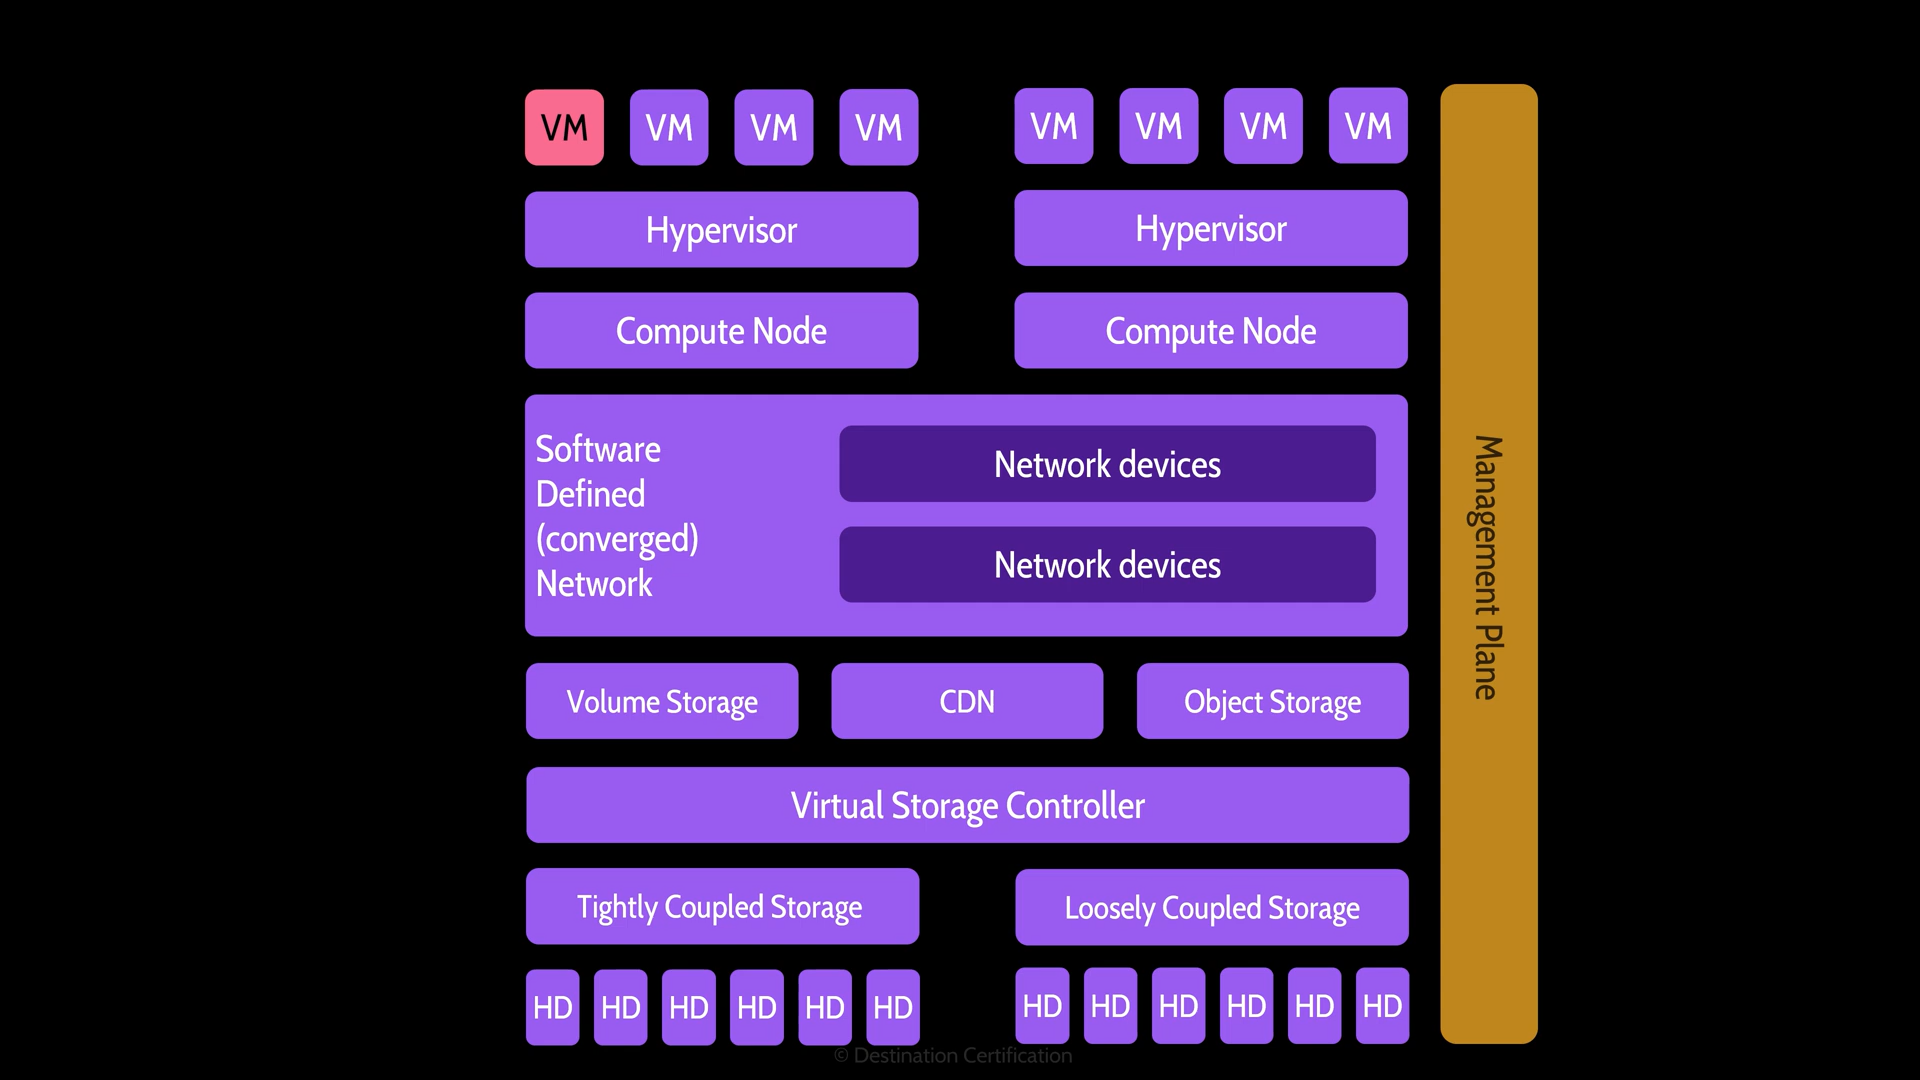 VM VM VM VM VM VM VM VM
Hypervisor Hypervisor
Compute Node Compute Node
Software
Defined
(converged)
Network
Network devices
Network devices
Volume Storage CDN Object Storage
Virtual Storage Controller
Tightly Coupled Storage Loosely Coupled Storage
HD HD HD HD HD HD HD HD HD HD HD HD
Management Plane
© Destination Certification